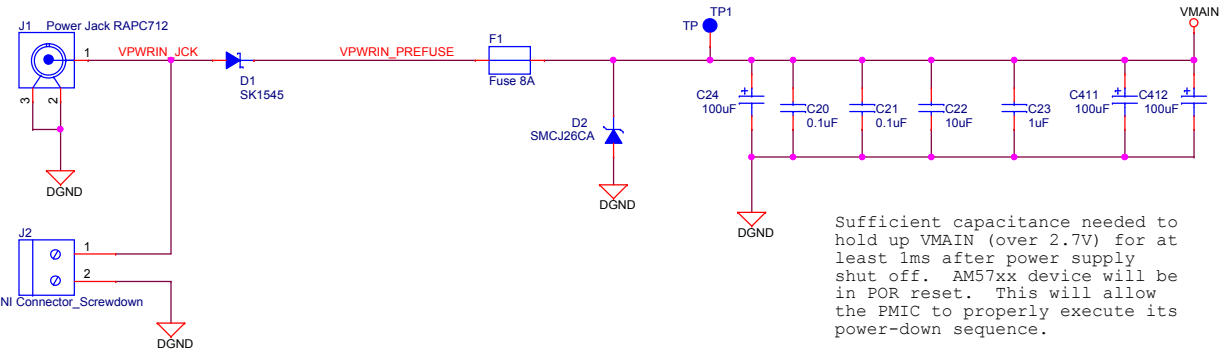 J1 Power Jack RAPC712
1
VPWRIN_JCK
3
2
DGND
D1
SK1545
VPWRIN_PREFUSE
F1
Fuse 8A
TP1
TP
VMAIN
D2
SMCJ26CA
DGND
C24
100uF
C20
0.1uF
C21
0.1uF
C22
10uF
C23
1uF
C411
100uF
C412
100uF
DGND
J2
1
2
NI Connector_Screwdown
DGND
Sufficient capacitance needed to
hold up VMAIN (over 2.7V) for at
least 1ms after power supply
shut off. AM57xx device will be
in POR reset. This will allow
the PMIC to properly execute its
power-down sequence.